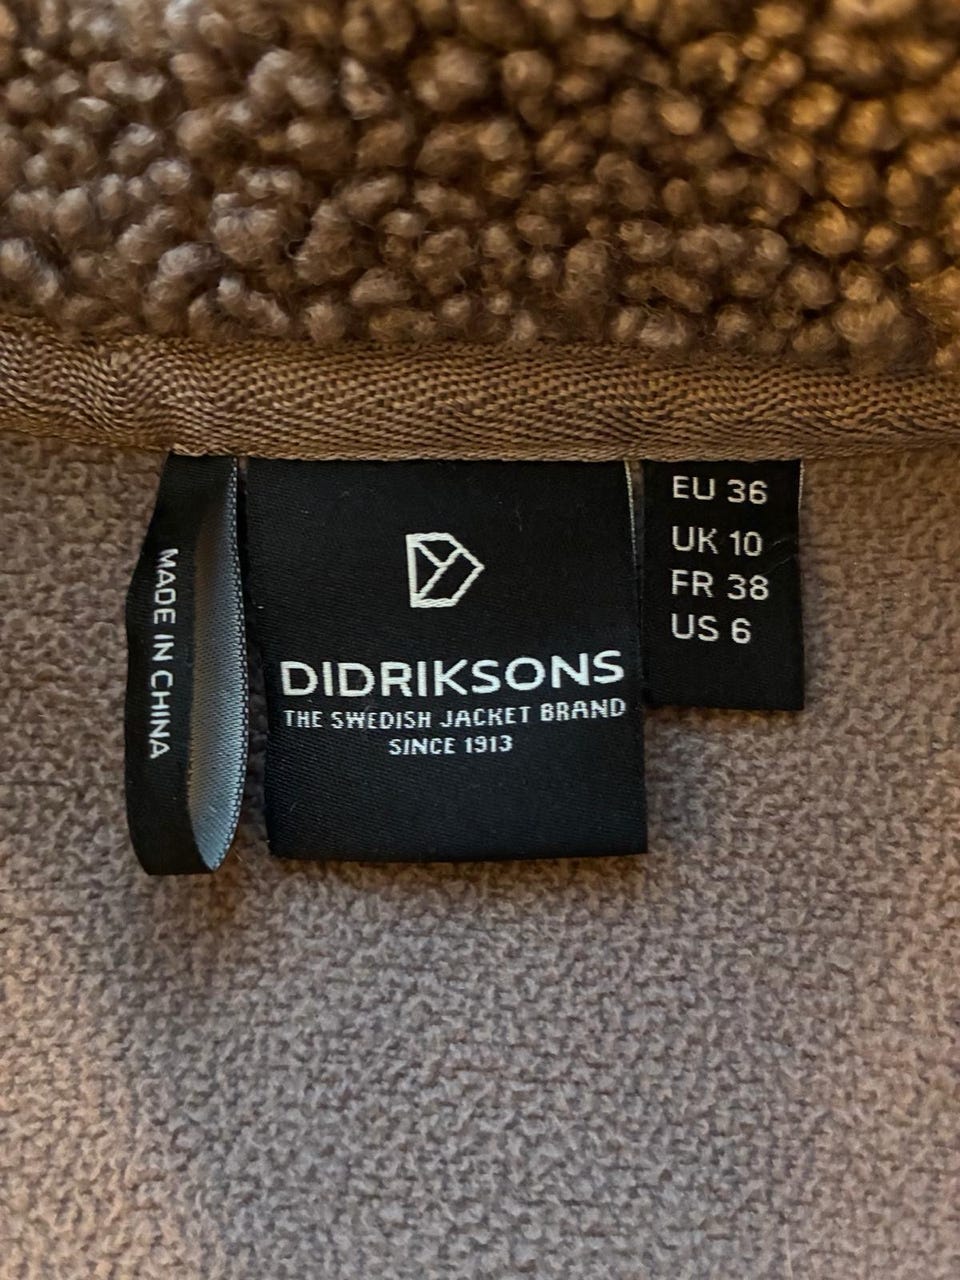 MADE IN CHINA
DIDRIKSONS
THE SWEDISH JACKET BRAND
SINCE 1913
EU 36
UK 10
FR 38
US 6